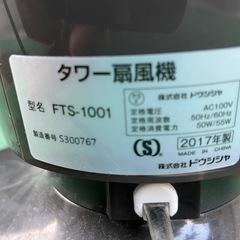 タワー扇風機
型名 FTS-1001
製造番号 S300767
株式会社 ドウシシャ
定格電圧 AC100V
定格周波数 50Hz/60Hz
定格消費電力 50W/55W
2017年製
MADE IN CHINA
株式会社 ドウシシャ